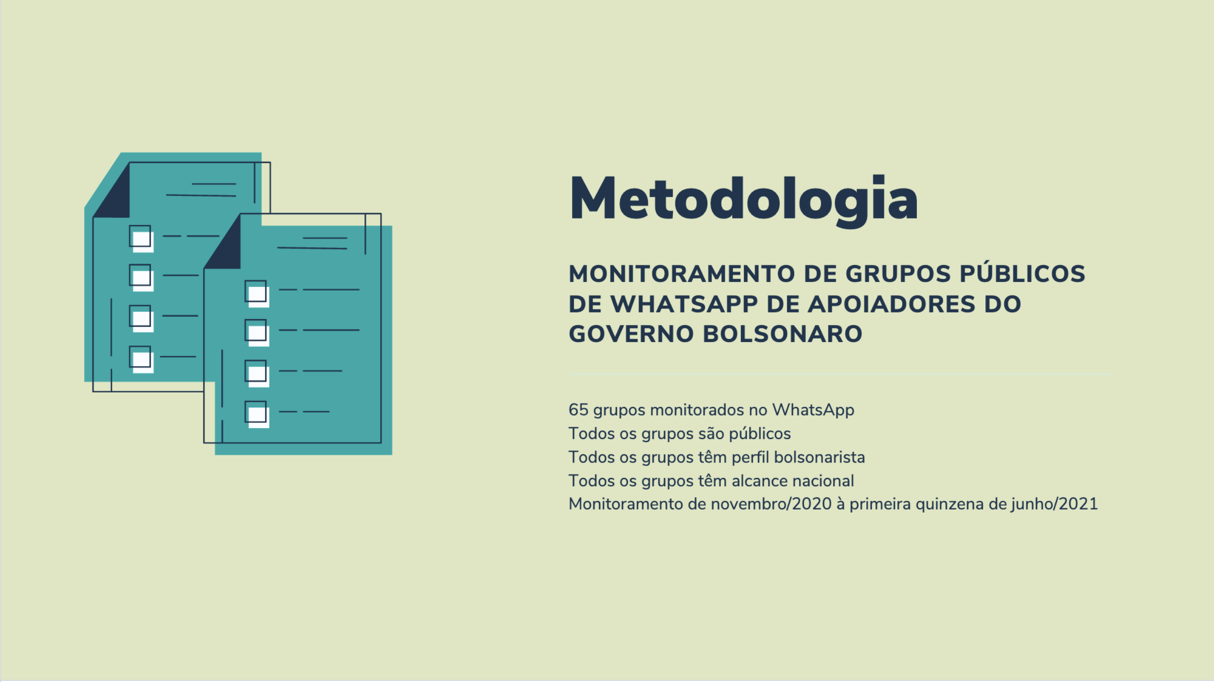 Metodologia
MONITORAMENTO DE GRUPOS PÚBLICOS
DE WHATSAPP DE APOIADORES DO
GOVERNO BOLSONARO
65 grupos monitorados no WhatsApp
Todos os grupos são públicos
Todos os grupos têm perfil bolsonarista
Todos os grupos têm alcance nacional
Monitoramento de novembro/2020 à primeira quinzena de junho/2021